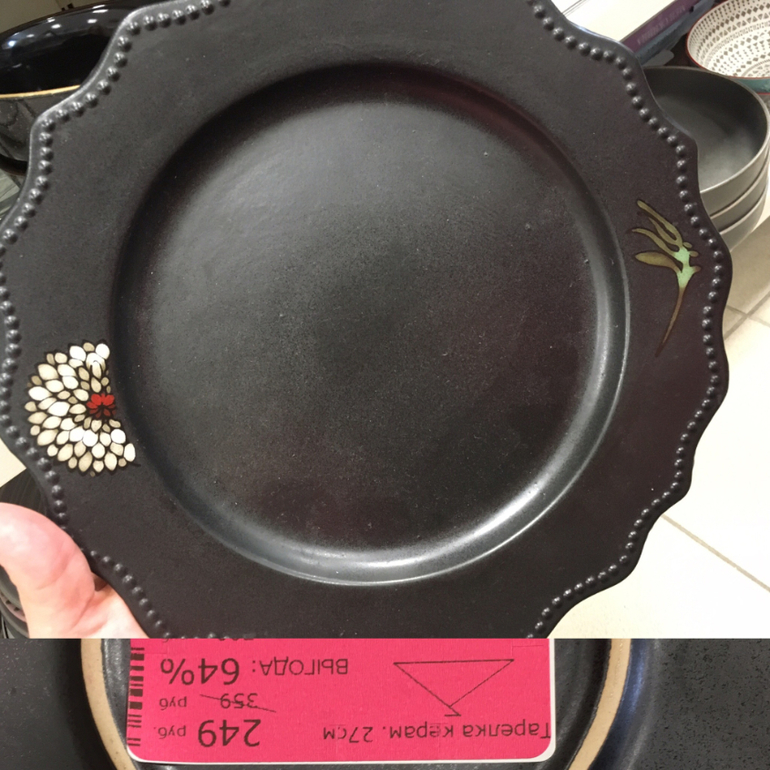 Тарелка керам. 27см
249 руб.
359 руб
ВЫГОДА: 64%